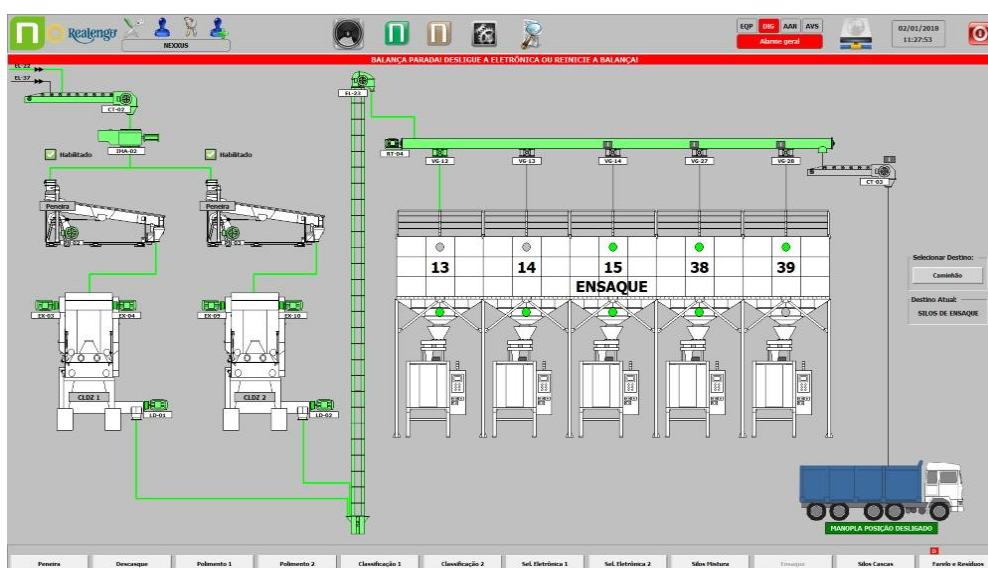 Realengo
NEXXUS
EQP DIG AAR AVS
Alarme geral
02/01/2018
11:27:53
BALANÇA PARADA! DESLIGUE A ELETRÔNICA OU REINICIE A BALANÇA!
EL-22
EL-37
CT-02
IHA-02
Habilitado
Habilitado
Peneira
Peneira
EX-03
EX-04
EX-09
EX-10
CLDZ 1
CLDZ 2
LD-01
LD-02
EL-23
RT-04
VG-12
VG-13
VG-14
VG-27
VG-28
CT-03
13 14 15 38 39
ENSAQUE
Selecionar Destino:
Caminhão
Destino Atual:
SILOS DE ENSAQUE
MANOPLA POSIÇÃO DESLIGADO
D
Peneira Descasque Polimento 1 Polimento 2 Classificação 1 Classificação 2 Sel. Eletrônica 1 Sel. Eletrônica 2 Silos Mistura Ensaque Silos Cascas Farelo e Resíduos